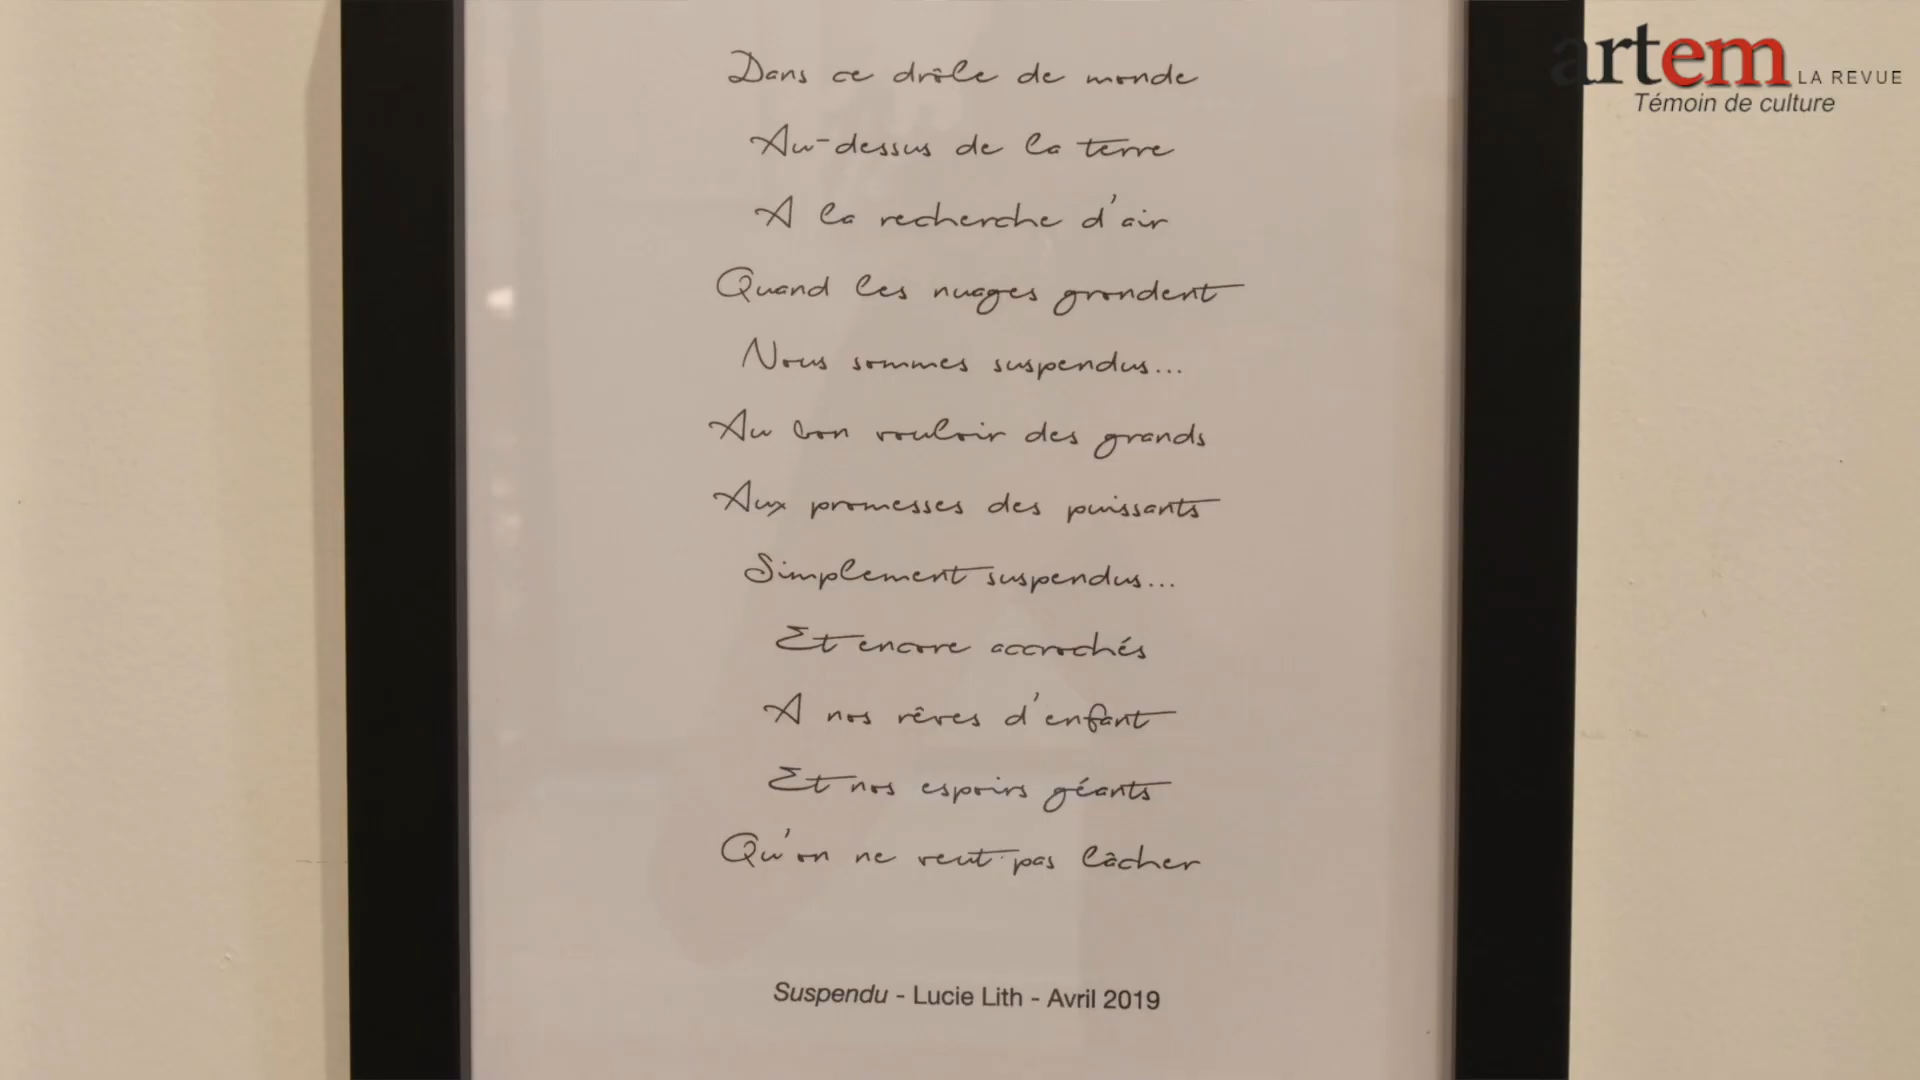 artem LA REVUE
Témoin de culture
Dans ce drôle de monde
Au-dessus de la terre
A la recherche d'air
Quand les nuages grondent
Nous sommes suspendus...
Au bon vouloir des grands
Aux promesses des puissants
Simplement suspendus...
Et encore accrochés
A nos rêves d'enfant
Et nos espoirs géants
Qu'on ne veut pas lâcher
Suspendu - Lucie Lith - Avril 2019